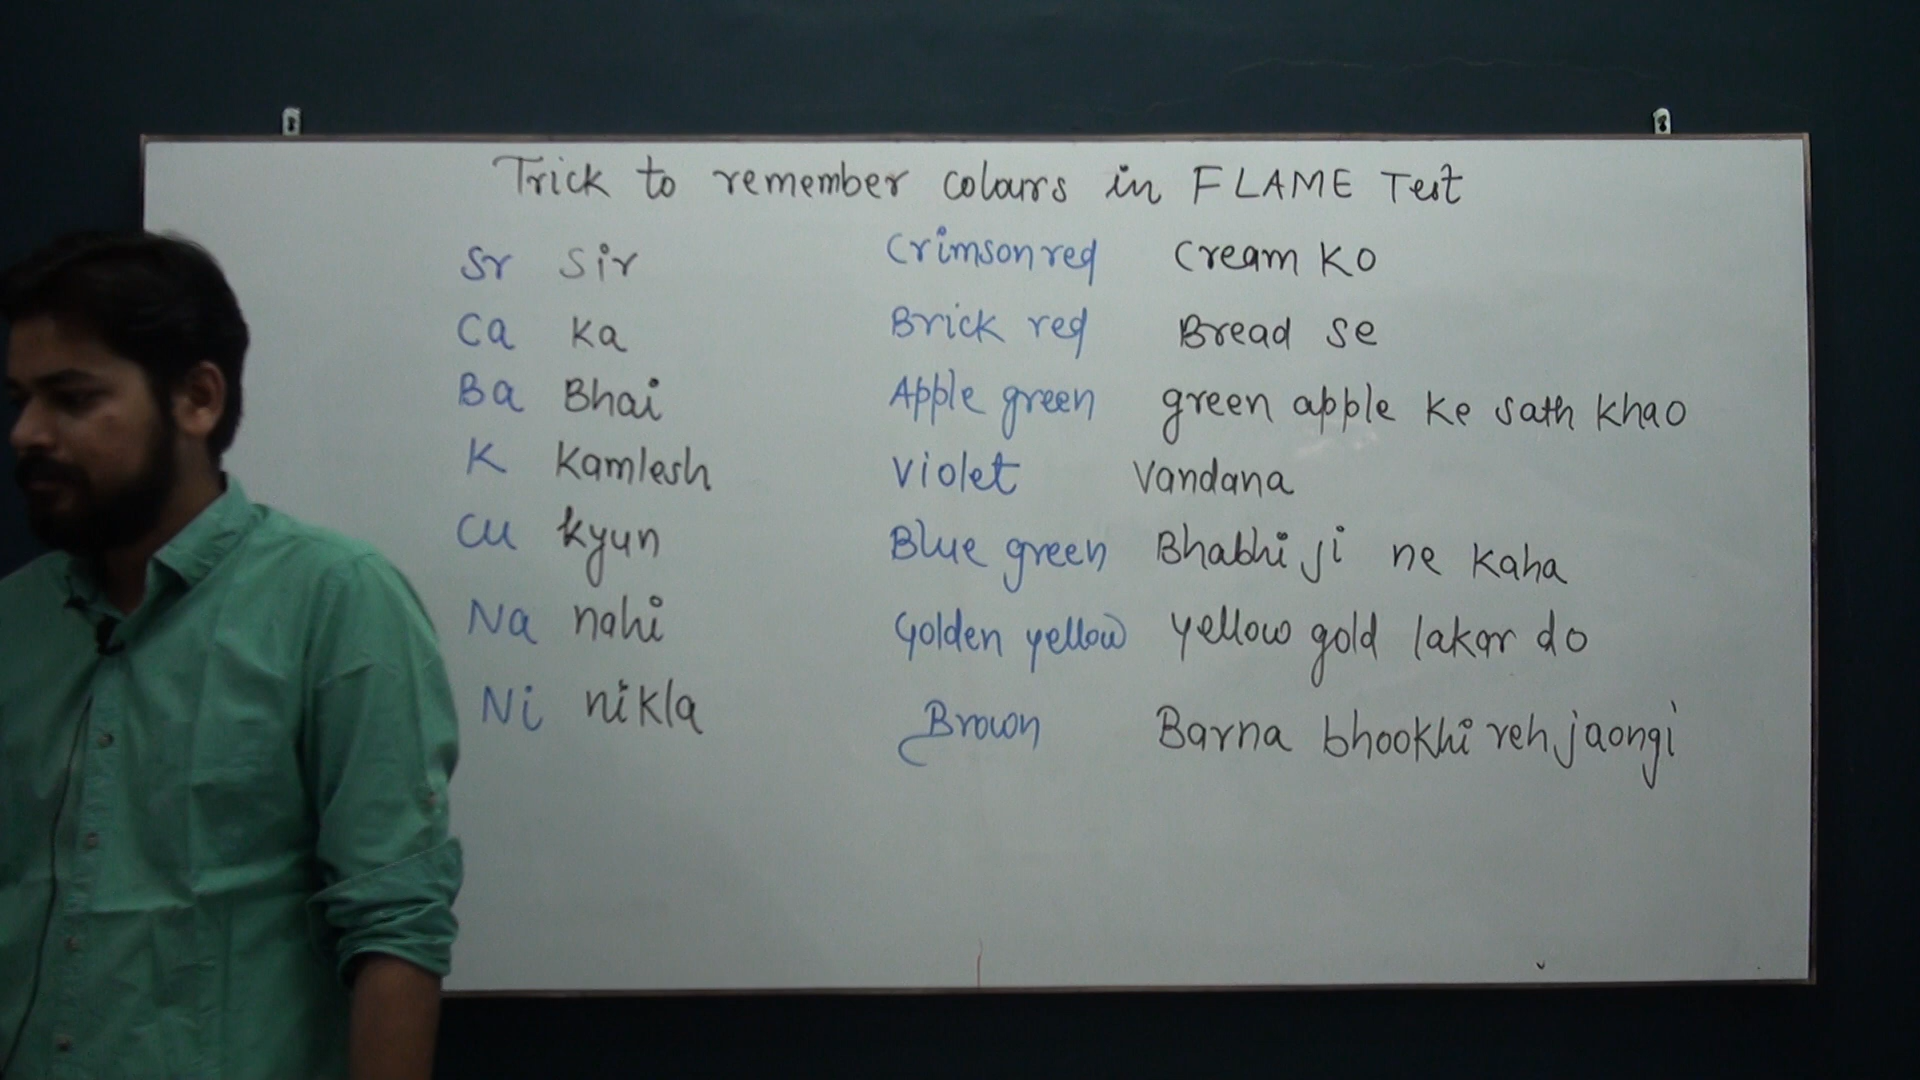 Trick to remember colours in FLAME Test
Sr Sir Crimson red Cream Ko
Ca Ka Brick red Bread se
Ba Bhai Apple green green apple ke sath khao
K Kamlesh Violet Vandana
Cu kyun Blue green Bhabhi ji ne kaha
Na nahi Golden yellow yellow gold lakar do
Ni nikla Brown Barna bhookhi reh jaongi